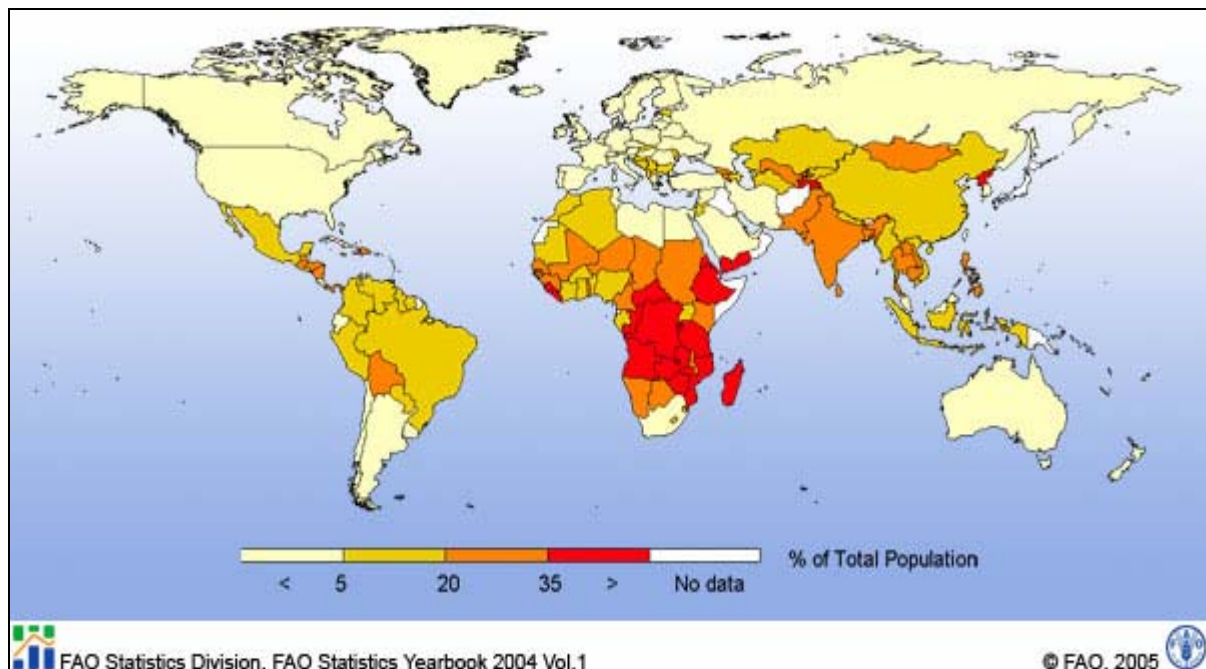 % of Total Population
< 5 20 35 > No data
FAO Statistics Division, FAO Statistics Yearbook 2004 Vol.1
© FAO, 2005